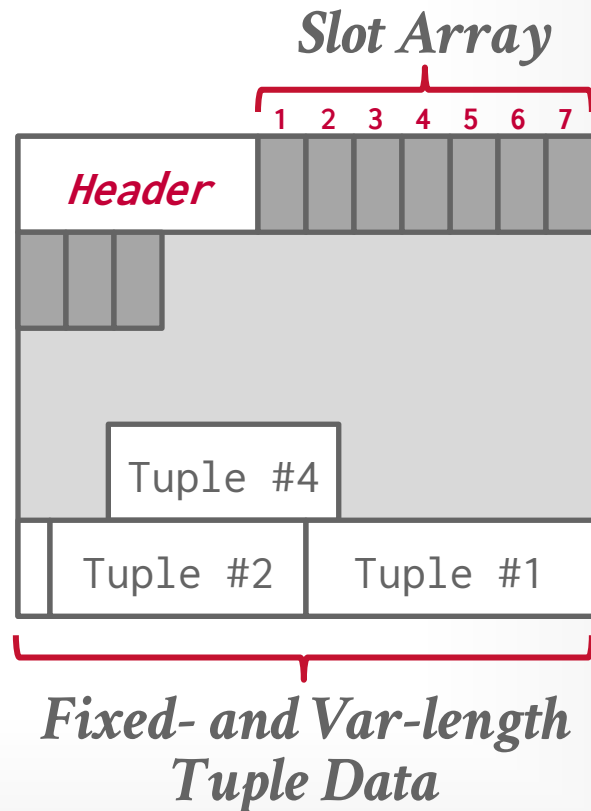 Slot Array
1 2 3 4 5 6 7
Header
Tuple #4
Tuple #2 Tuple #1
Fixed- and Var-length
Tuple Data